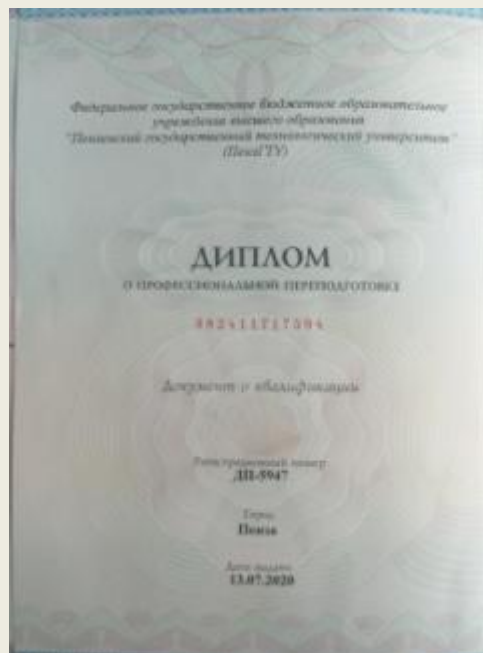 Федеральное государственное бюджетное образовательное
учреждение высшего образования
"Пензенский государственный технологический университет"
(ПензГТУ)
ДИПЛОМ
О ПРОФЕССИОНАЛЬНОЙ ПЕРЕПОДГОТОВКЕ
Документ о квалификации
Регистрационный номер
ДП-5947
Город
Пенза
Дата выдачи
13.07.2020